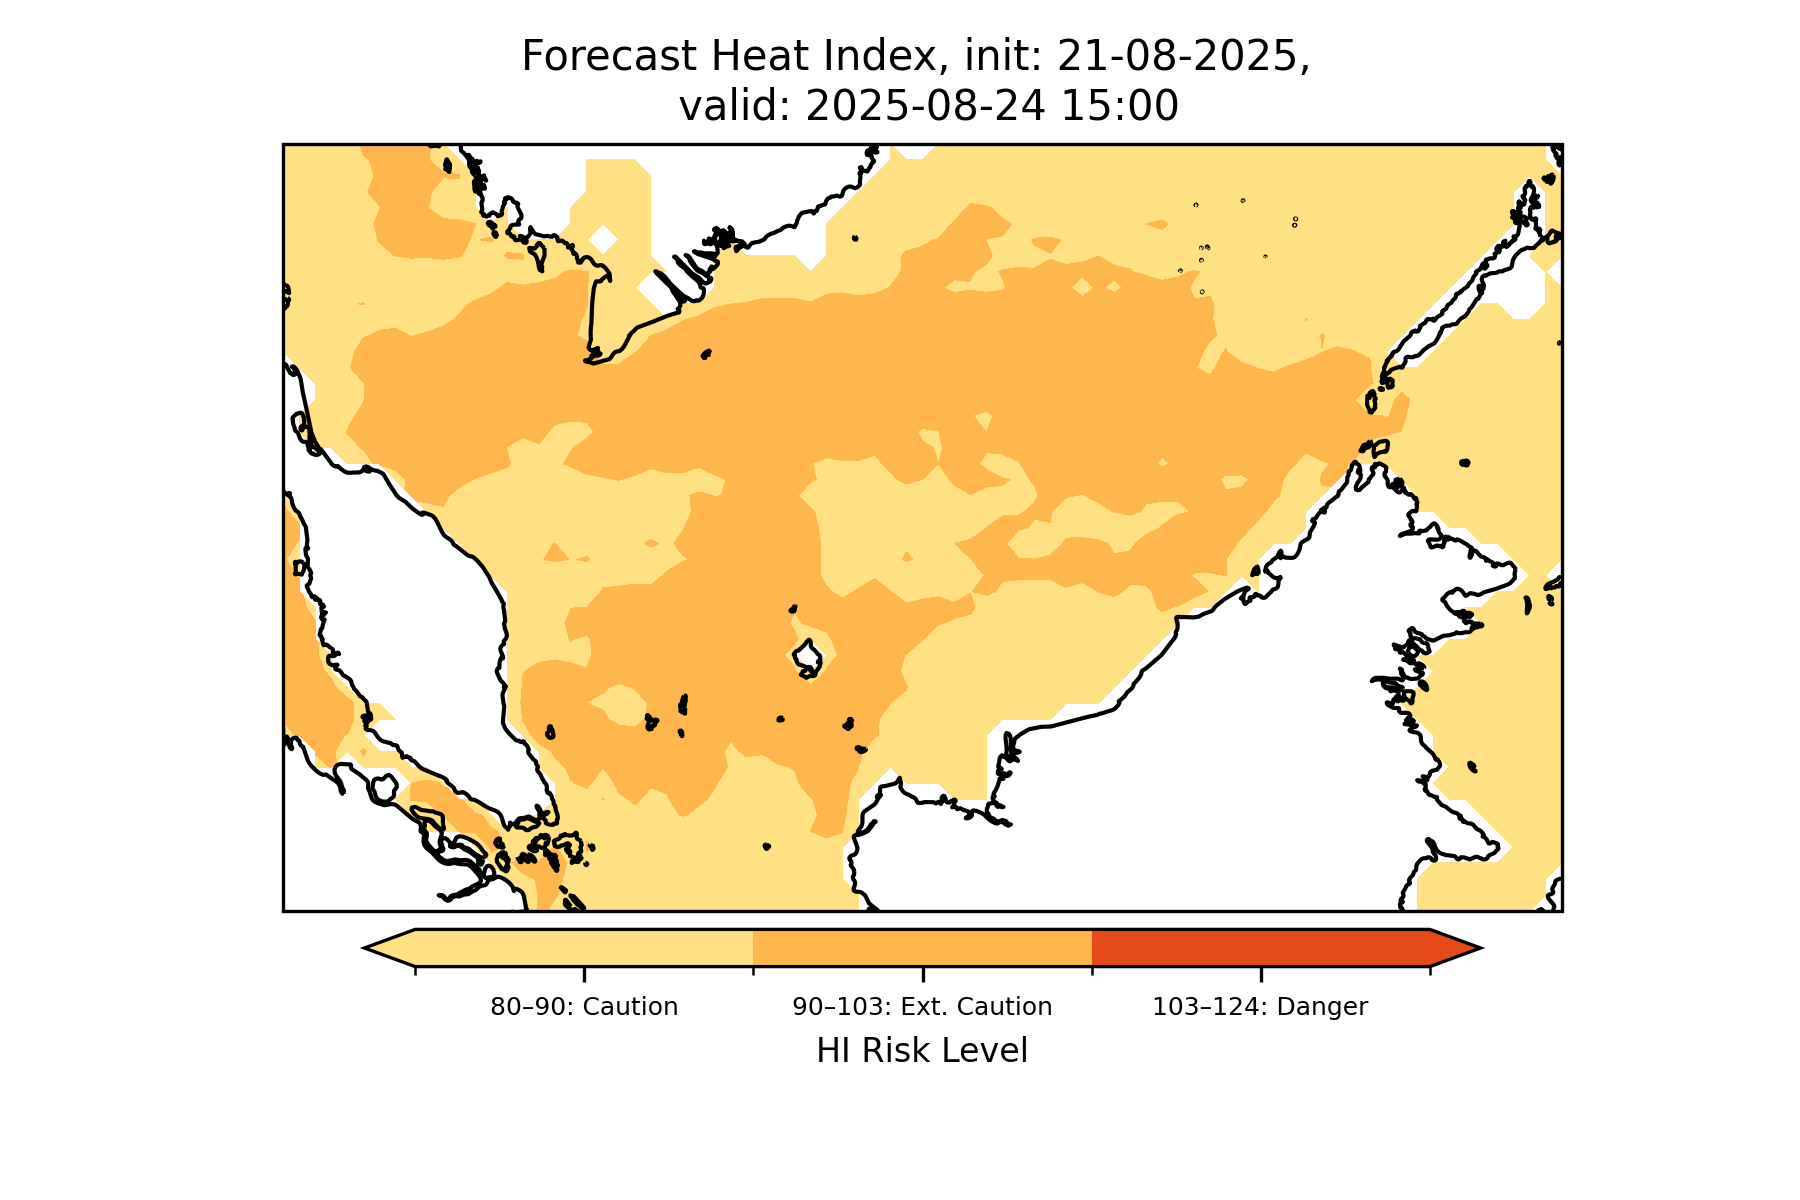 Forecast Heat Index, init: 21-08-2025,
valid: 2025-08-24 15:00
80–90: Caution
90–103: Ext. Caution
103–124: Danger
HI Risk Level